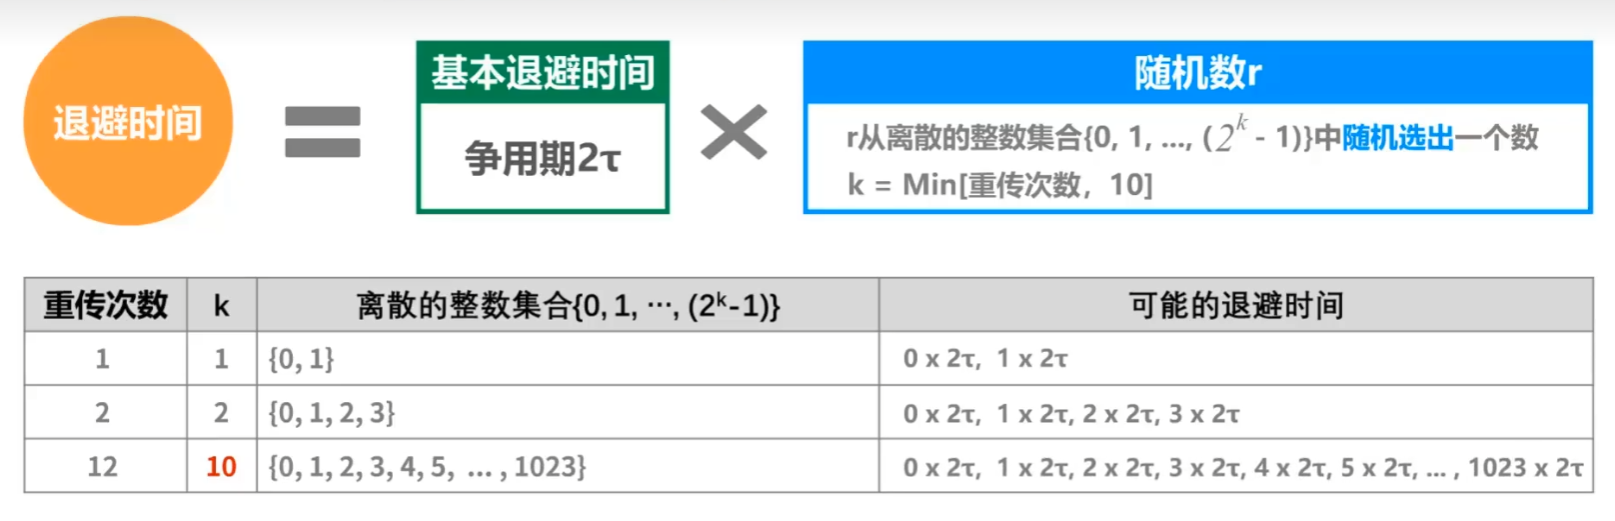 退避时间
基本退避时间
争用期2τ
随机数r
r从离散的整数集合{0, 1, ..., (2^k - 1)}中随机选出一个数
k = Min[重传次数，10]
重传次数 k 离散的整数集合{0, 1, ⋯, (2^k-1)} 可能的退避时间
1 1 {0, 1} 0 x 2τ, 1 x 2τ
2 2 {0, 1, 2, 3} 0 x 2τ, 1 x 2τ, 2 x 2τ, 3 x 2τ
12 10 {0, 1, 2, 3, 4, 5, ... , 1023} 0 x 2τ, 1 x 2τ, 2 x 2τ, 3 x 2τ, 4 x 2τ, 5 x 2τ, ... , 1023 x 2τ